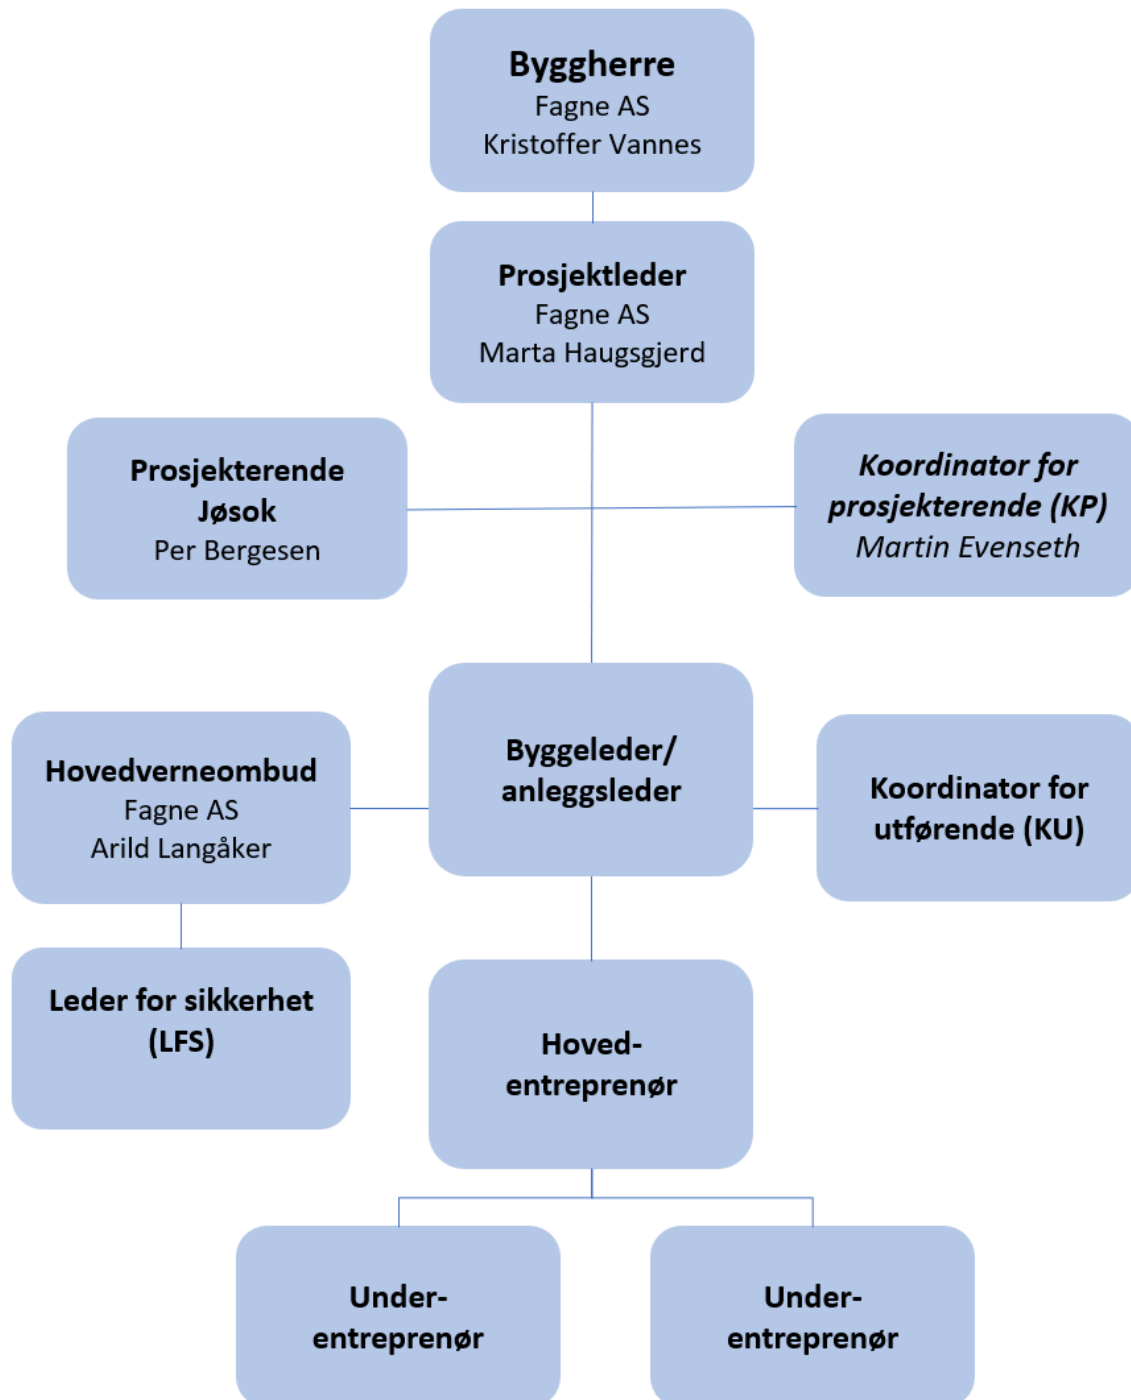 Byggherre
Fagne AS
Kristoffer Vannes
Prosjektleder
Fagne AS
Marta Haugsgjerd
Prosjekterende
Jøsok
Per Bergesen
Koordinator for
prosjekterende (KP)
Martin Evenseth
Hovedverneombud
Fagne AS
Arild Langåker
Byggeleder/
anleggsleder
Koordinator for
utførende (KU)
Leder for sikkerhet
(LFS)
Hoved-
entreprenør
Under-
entreprenør
Under-
entreprenør